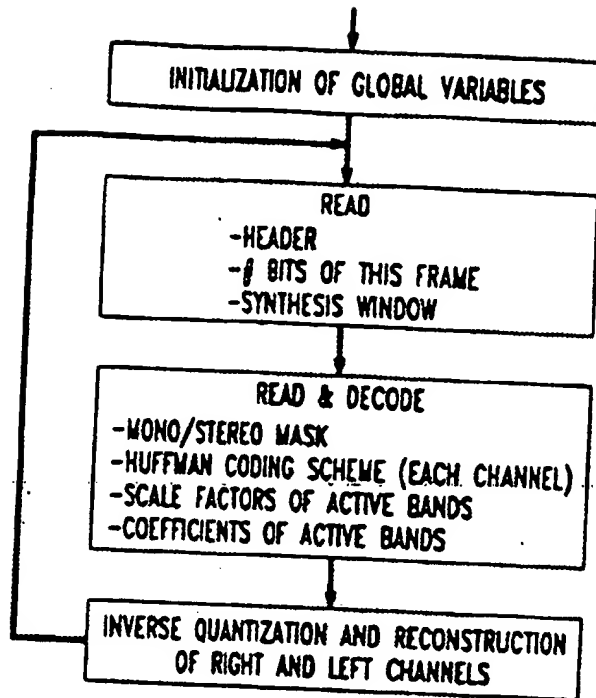 INITIALIZATION OF GLOBAL VARIABLES
READ
-HEADER
-# BITS OF THIS FRAME
-SYNTHESIS WINDOW
READ & DECODE
-MONO/STEREO MASK
-HUFFMAN CODING SCHEME (EACH CHANNEL)
-SCALE FACTORS OF ACTIVE BANDS
-COEFFICIENTS OF ACTIVE BANDS
INVERSE QUANTIZATION AND RECONSTRUCTION
OF RIGHT AND LEFT CHANNELS